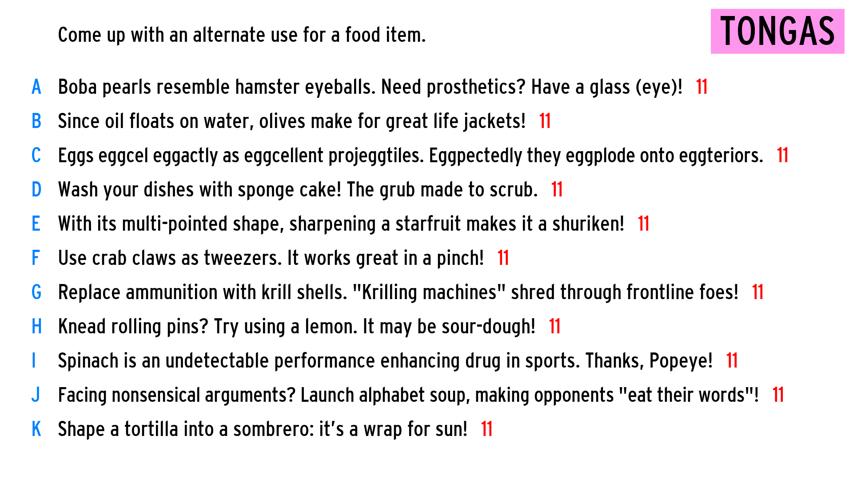 Come up with an alternate use for a food item.
TONGAS
A Boba pearls resemble hamster eyeballs. Need prosthetics? Have a glass (eye)! 11
B Since oil floats on water, olives make for great life jackets! 11
C Eggs eggcel eggactly as eggcellent projeggtiles. Eggpectedly they eggplode onto eggteriors. 11
D Wash your dishes with sponge cake! The grub made to scrub. 11
E With its multi-pointed shape, sharpening a starfruit makes it a shuriken! 11
F Use crab claws as tweezers. It works great in a pinch! 11
G Replace ammunition with krill shells. "Krilling machines" shred through frontline foes! 11
H Knead rolling pins? Try using a lemon. It may be sour-dough! 11
I Spinach is an undetectable performance enhancing drug in sports. Thanks, Popeye! 11
J Facing nonsensical arguments? Launch alphabet soup, making opponents "eat their words"! 11
K Shape a tortilla into a sombrero: it's a wrap for sun! 11